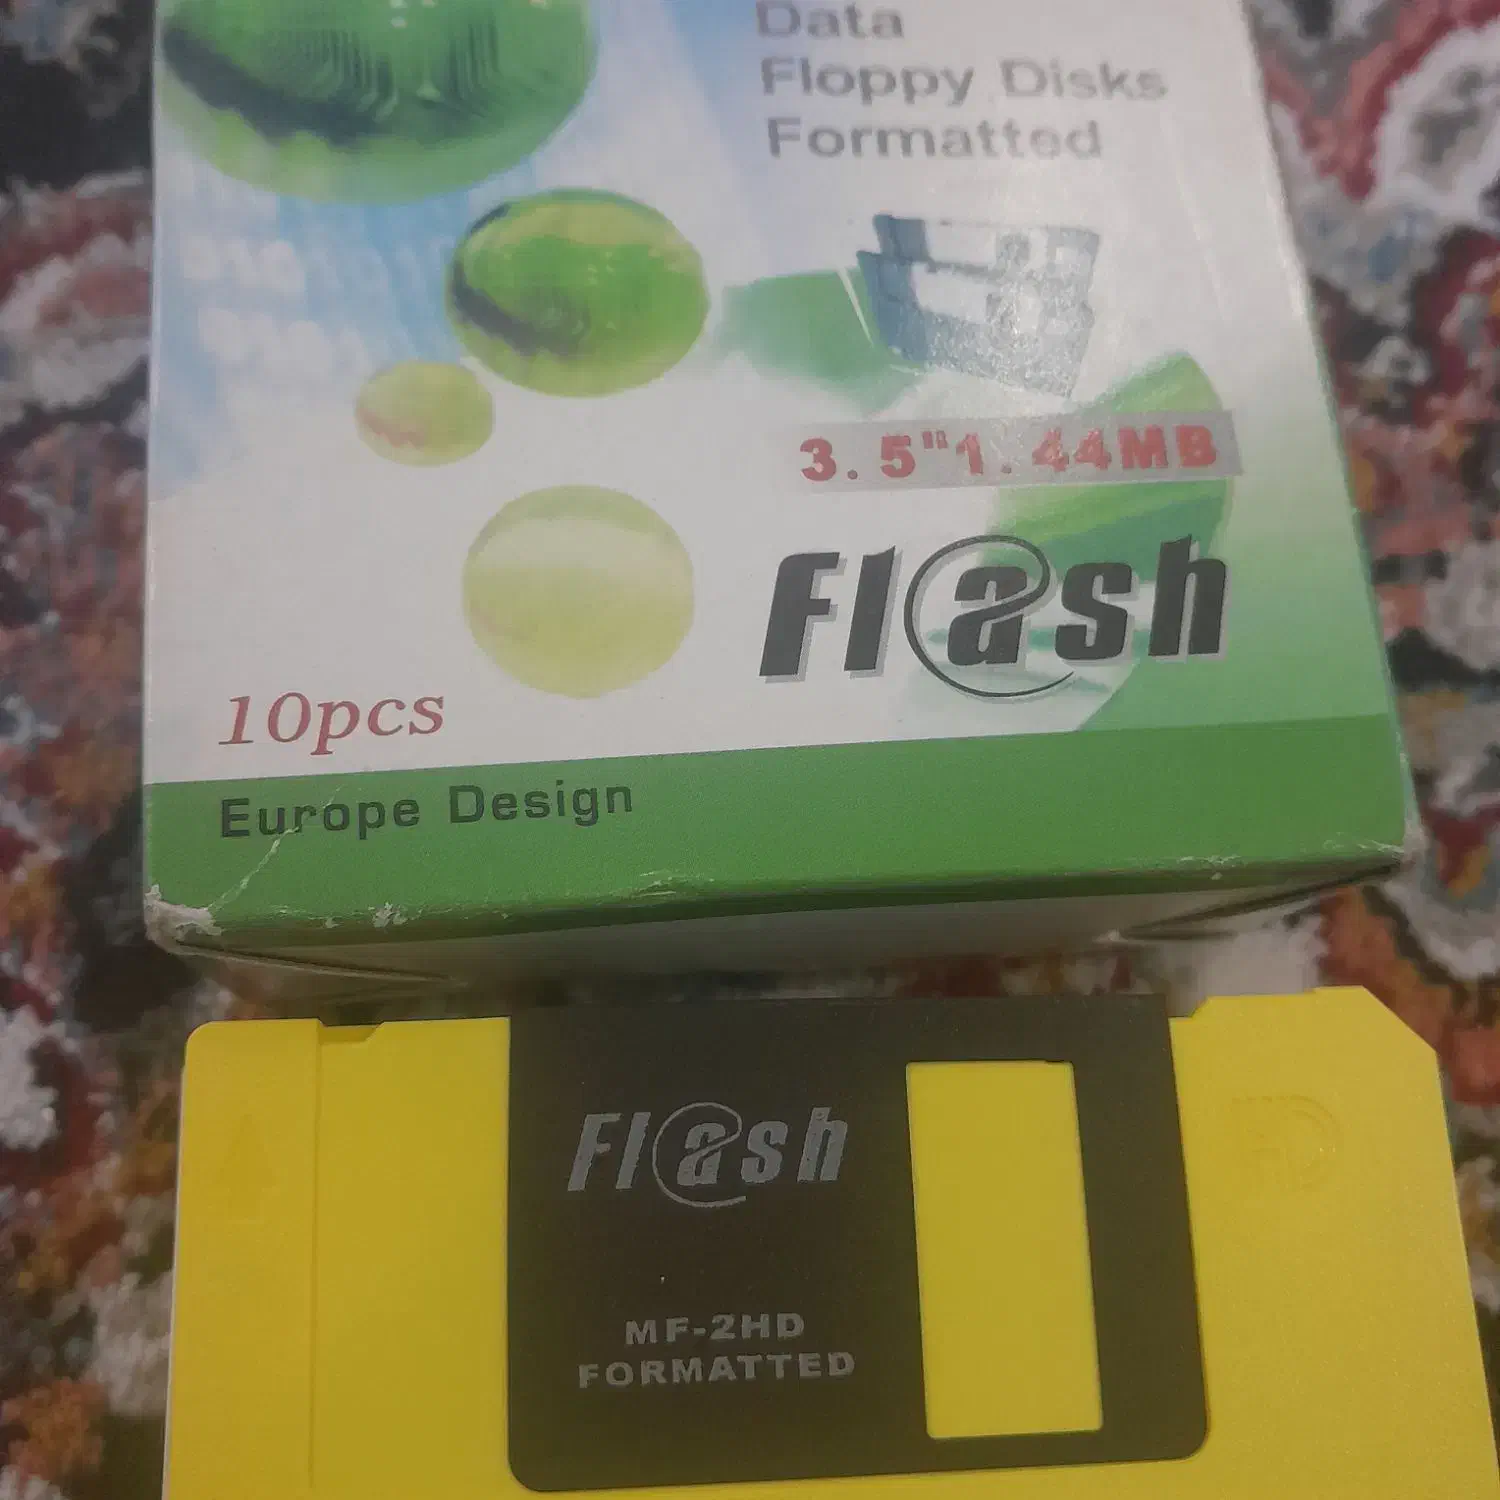 Data
Floppy Disks
Formatted
3.5"1.44MB
Fl@sh
10pcs
Europe Design
Fl@sh
MF-2HD
FORMATTED